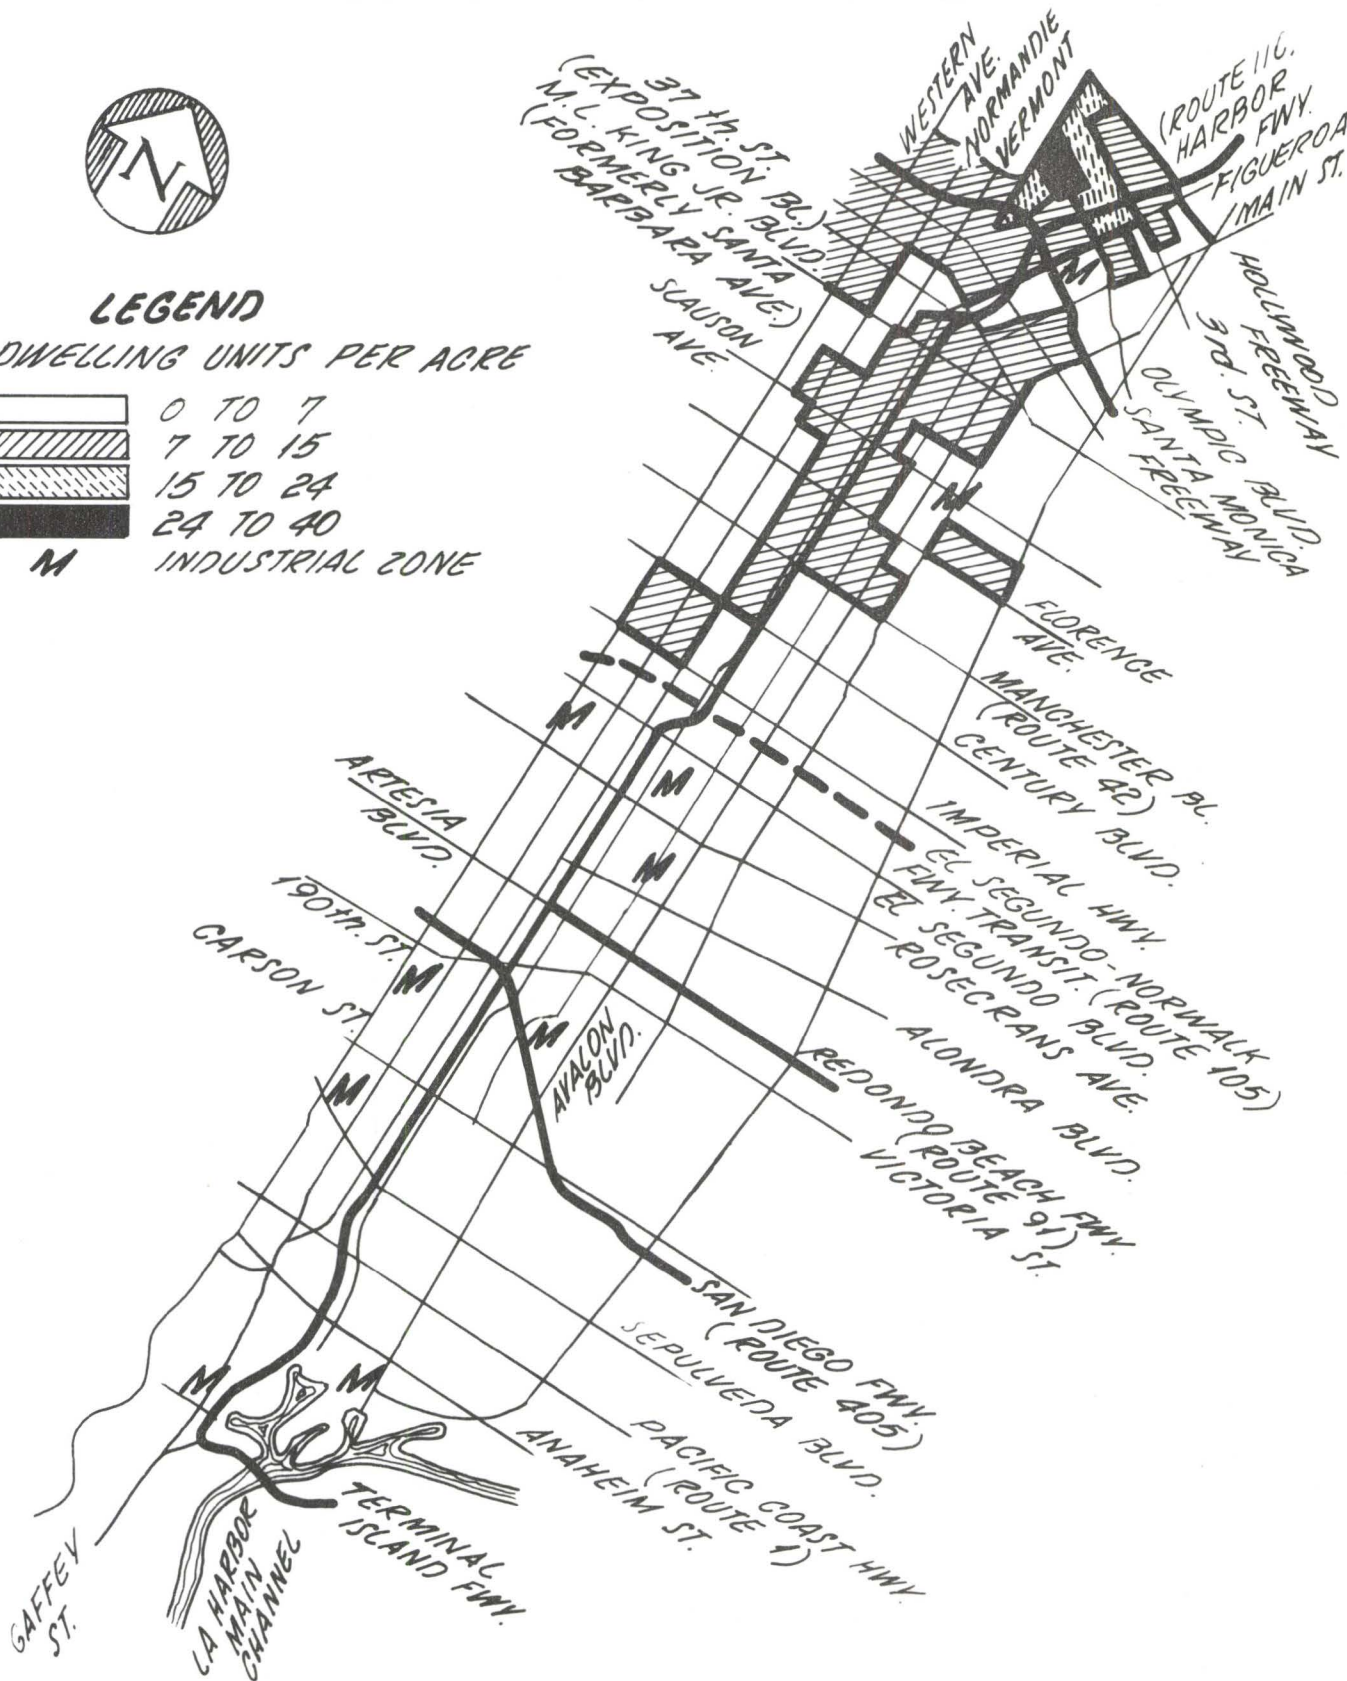 N
LEGEND
DWELLING UNITS PER ACRE
0 TO 7
7 TO 15
15 TO 24
24 TO 40
M INDUSTRIAL ZONE
37th. ST.
(EXPOSITION BL.)
M.L. KING JR. BLVD.
(FORMERLY SANTA
BARBARA AVE.)
SLAUSON
AVE.
WESTERN
AVE.
NORMANDIE
VERMONT
(ROUTE 110.
HARBOR
FWY.
FIGUEROA
MAIN ST.
HOLLYWOOD
FREEWAY
3rd. ST.
OLYMPIC BLVD.
SANTA MONICA
FREEWAY
M
M
FLORENCE
AVE.
MANCHESTER BL.
(ROUTE 42)
CENTURY BLVD.
IMPERIAL HWY.
EL SEGUNDO-NORWALK
FWY. TRANSIT. (ROUTE 105)
EL SEGUNDO BLVD.
ROSECRANS AVE.
ALONDRA BLVD.
REDONDO BEACH FWY.
(ROUTE 91)
VICTORIA ST.
M
M
M
ARTESIA
BLVD.
190th. ST.
CARSON ST.
M
M
M
AVALON
BLVD.
SAN DIEGO FWY.
(ROUTE 405)
SEPULVEDA BLVD.
PACIFIC COAST HWY.
(ROUTE 1)
ANAHEIM ST.
M
M
TERMINAL
ISLAND FWY.
LA HARBOR
MAIN
CHANNEL
GAFFEY
ST.